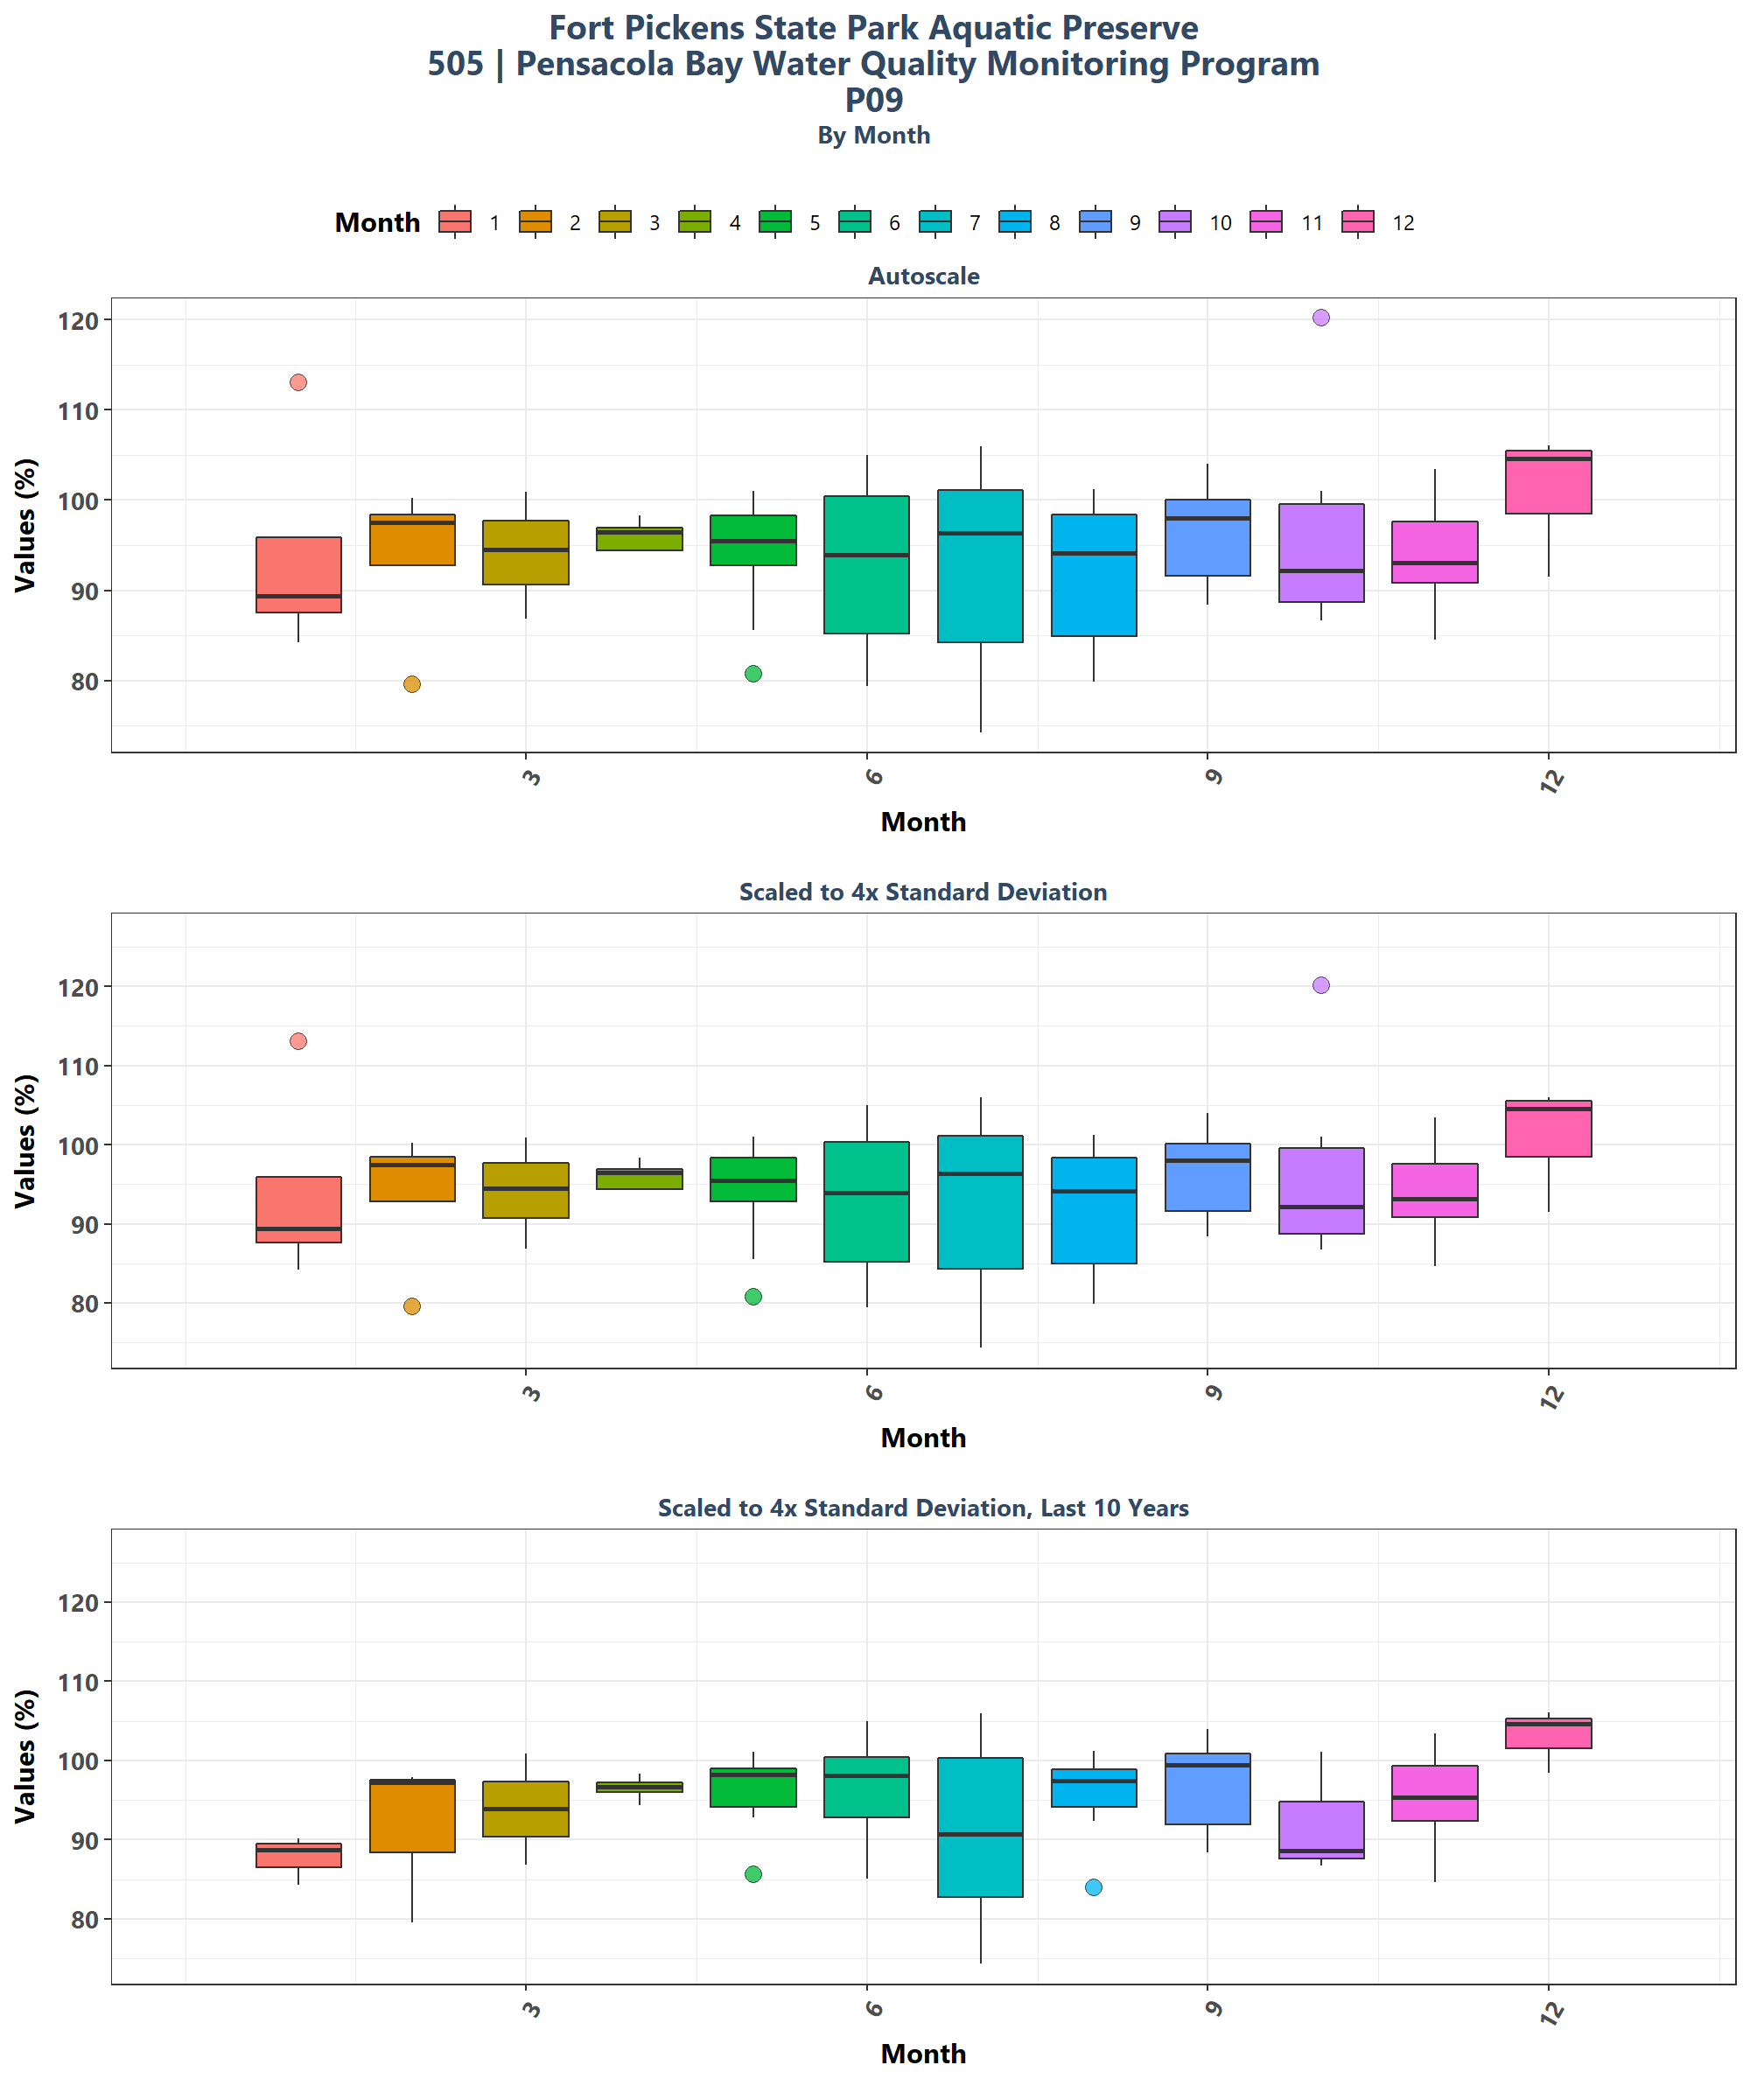 Fort Pickens State Park Aquatic Preserve
505 | Pensacola Bay Water Quality Monitoring Program
P09
By Month
Month 1 2 3 4 5 6 7 8 9 10 11 12
Autoscale
Values (%)
120
110
100
90
80
3 6 9 12
Month
Scaled to 4x Standard Deviation
Values (%)
120
110
100
90
80
3 6 9 12
Month
Scaled to 4x Standard Deviation, Last 10 Years
Values (%)
120
110
100
90
80
3 6 9 12
Month